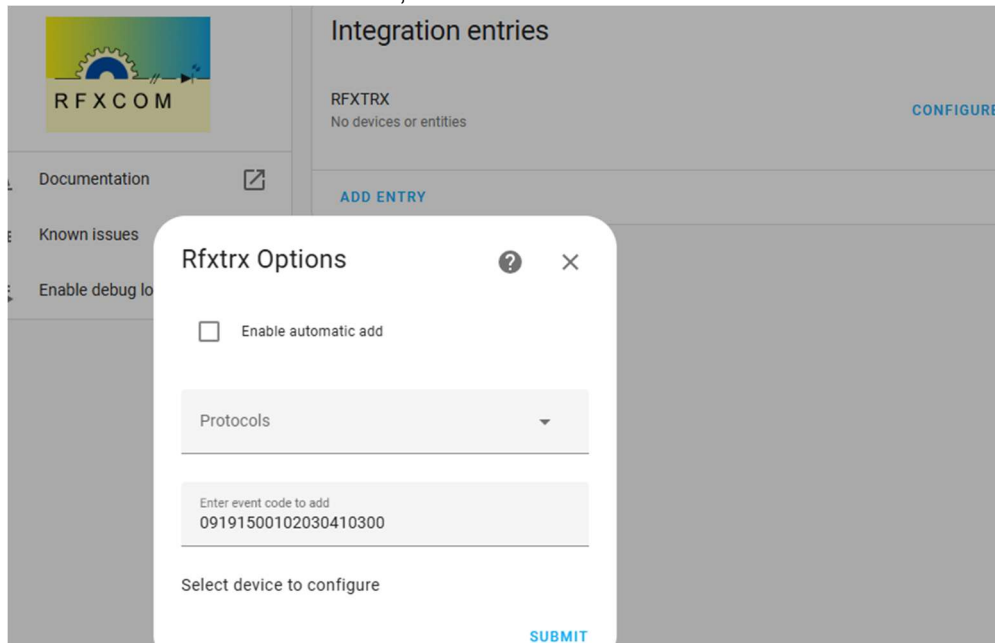 RFXCOM
Documentation
Known issues
Enable debug lo
Integration entries
RFXTRX
No devices or entities
CONFIGURE
ADD ENTRY
Rfxtrx Options
Enable automatic add
Protocols
Enter event code to add
09191500102030410300
Select device to configure
SUBMIT